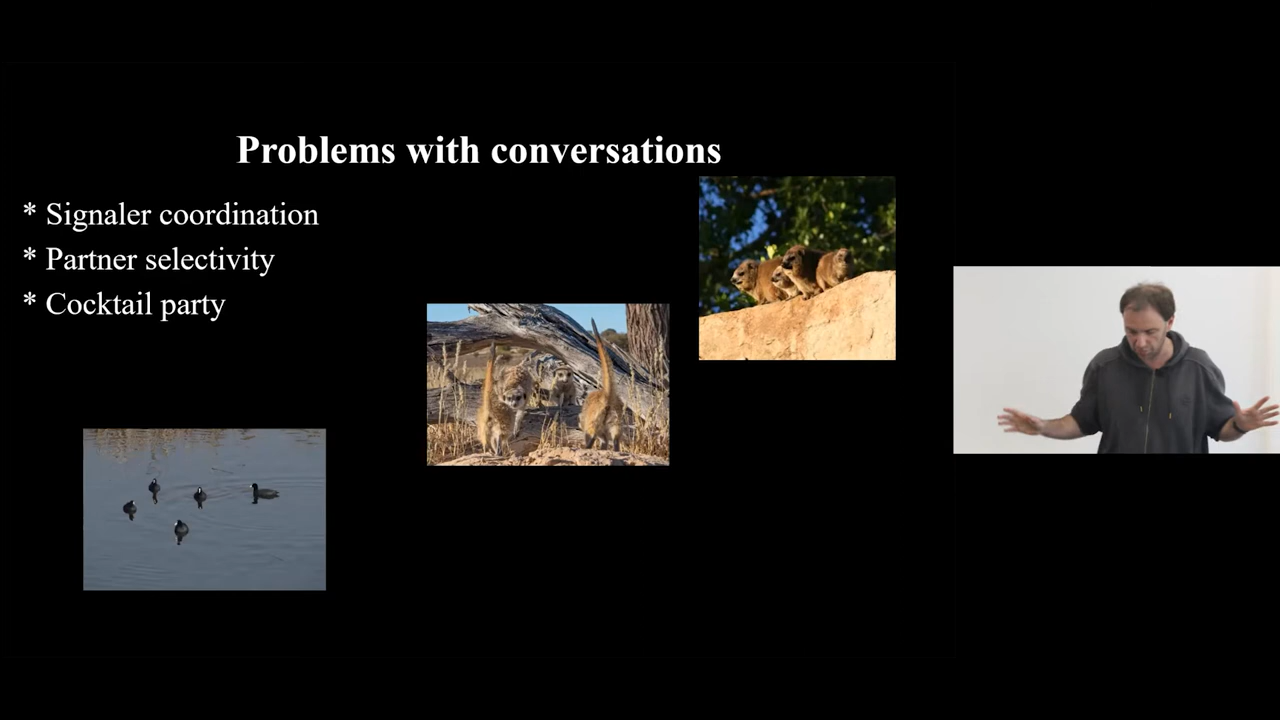 Problems with conversations
* Signaler coordination
* Partner selectivity
* Cocktail party